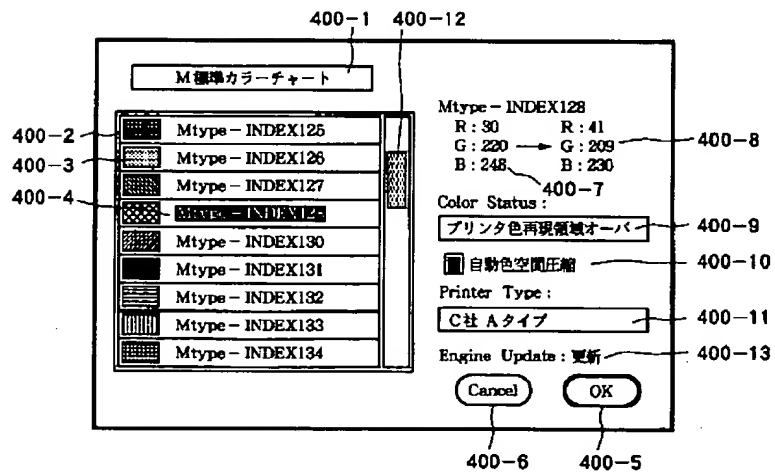 400-1
400-12
M標準カラーチャート
400-2
Mtype-INDEX125
400-3
Mtype-INDEX126
400-4
Mtype-INDEX127
Mtype-INDEX130
Mtype-INDEX131
Mtype-INDEX132
Mtype-INDEX133
Mtype-INDEX134
Mtype-INDEX128
R:30 R:41
G:220 → G:209 400-8
B:248 B:230
400-7
Color Status:
プリンタ色再現領域オーバ 400-9
自動色空間圧縮 400-10
Printer Type:
C社 Aタイプ 400-11
Engine Update:更新 400-13
Cancel OK
400-6 400-5